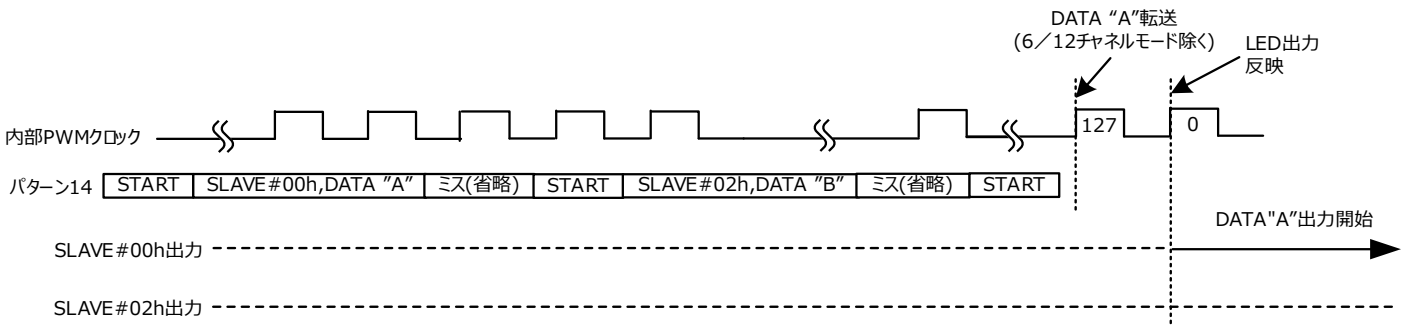 DATA “A”転送
(6／12チャネルモード除く)
LED出力
反映
内部PWMクロック
127
0
パターン14
START
SLAVE#00h,DATA ”A”
ミス(省略)
START
SLAVE#02h,DATA ”B”
ミス(省略)
START
DATA"A”出力開始
SLAVE#00h出力
SLAVE#02h出力